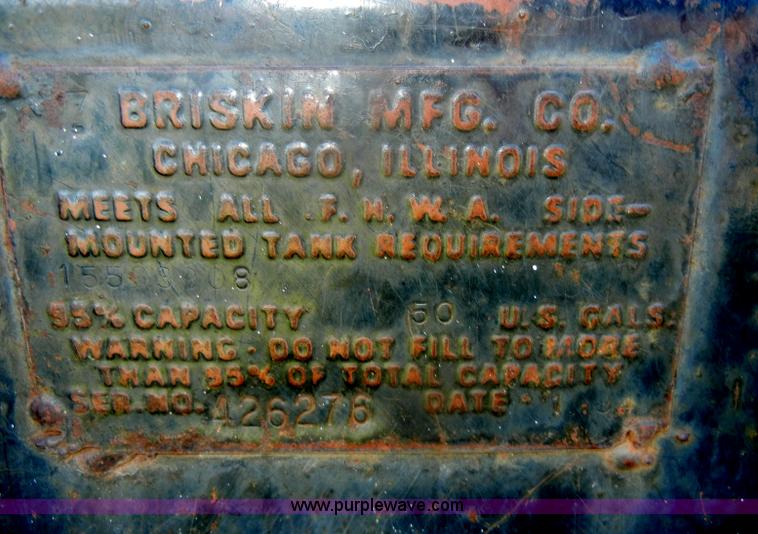 BRISKIN MFG. CO.
CHICAGO, ILLINOIS
MEETS ALL F.H.W.A. SIDE-
MOUNTED TANK REQUIREMENTS
95% CAPACITY 50 U.S. GALS.
WARNING - DO NOT FILL TO MORE
THAN 95% OF TOTAL CAPACITY
SER. NO. 426276 DATE
www.purplewave.com